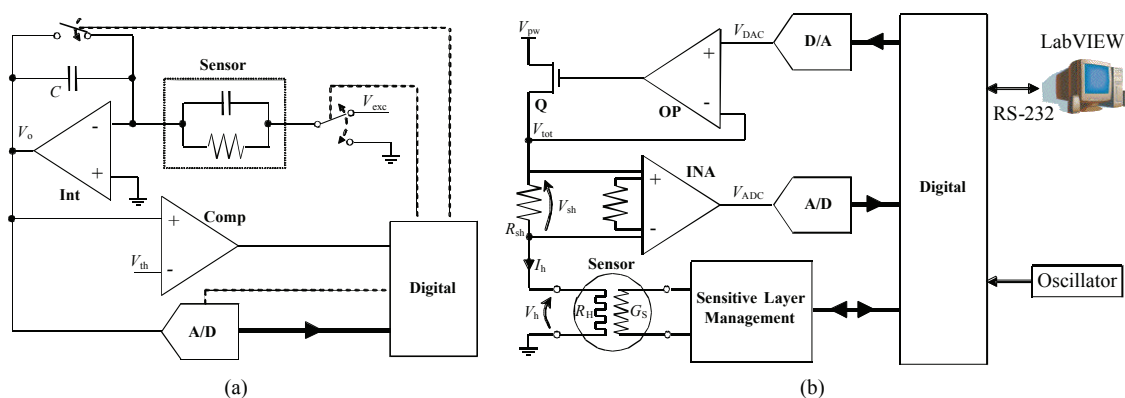 Sensor
C
V_exc
V_o
-
+
Int
+
Comp
V_th
-
Digital
A/D
(a)
V_pw
V_DAC
D/A
LabVIEW
+
-
Q
OP
RS-232
V_tot
INA
+
V_sh
V_ADC
A/D
Digital
R_sh
-
I_h
Sensor
Oscillator
V_h
R_H
G_S
Sensitive Layer
Management
(b)